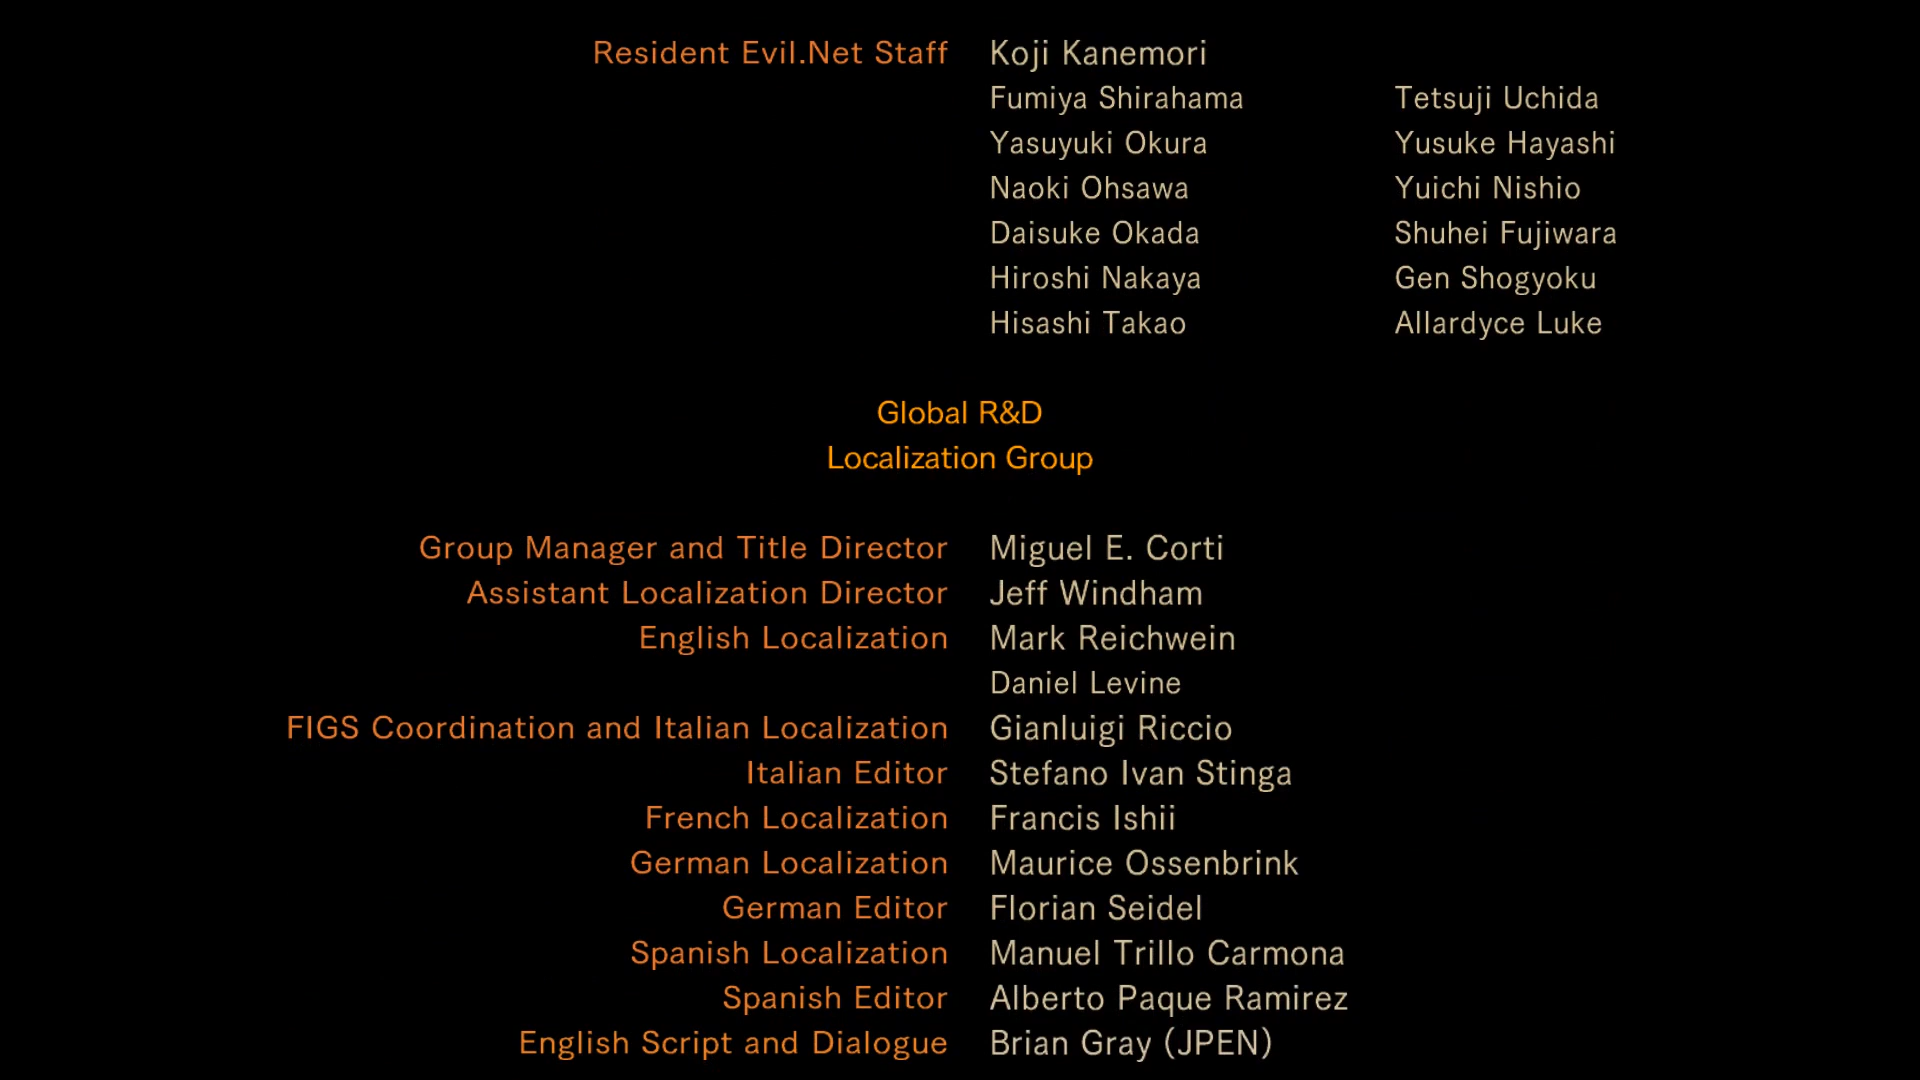 Resident Evil.Net Staff Koji Kanemori
Fumiya Shirahama Tetsuji Uchida
Yasuyuki Okura Yusuke Hayashi
Naoki Ohsawa Yuichi Nishio
Daisuke Okada Shuhei Fujiwara
Hiroshi Nakaya Gen Shogyoku
Hisashi Takao Allardyce Luke
Global R&D
Localization Group
Group Manager and Title Director Miguel E. Corti
Assistant Localization Director Jeff Windham
English Localization Mark Reichwein
Daniel Levine
FIGS Coordination and Italian Localization Gianluigi Riccio
Italian Editor Stefano Ivan Stinga
French Localization Francis Ishii
German Localization Maurice Ossenbrink
German Editor Florian Seidel
Spanish Localization Manuel Trillo Carmona
Spanish Editor Alberto Paque Ramirez
English Script and Dialogue Brian Gray (JPEN)